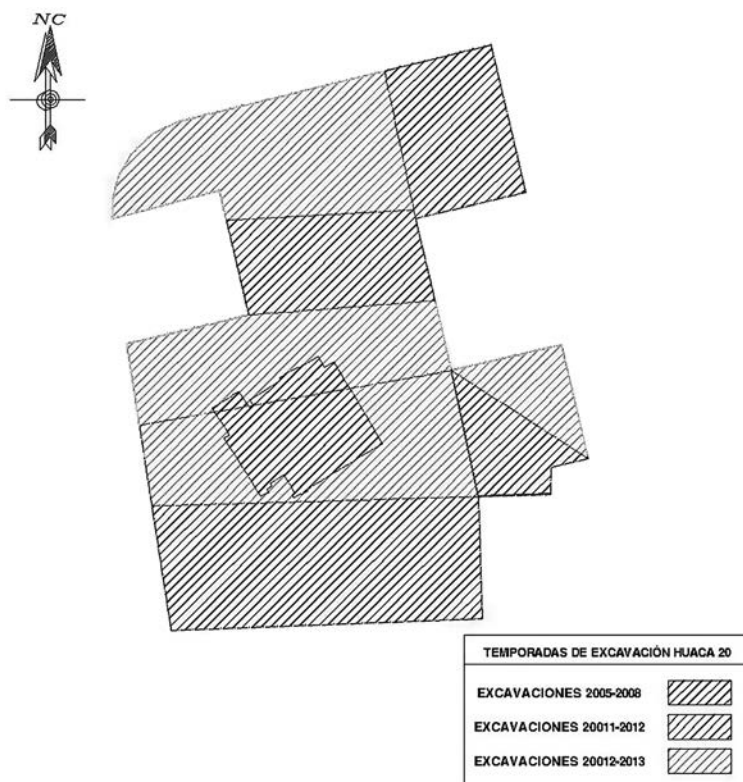 NC
TEMPORADAS DE EXCAVACIÓN HUACA 20
EXCAVACIONES 2005-2008
EXCAVACIONES 20011-2012
EXCAVACIONES 20012-2013